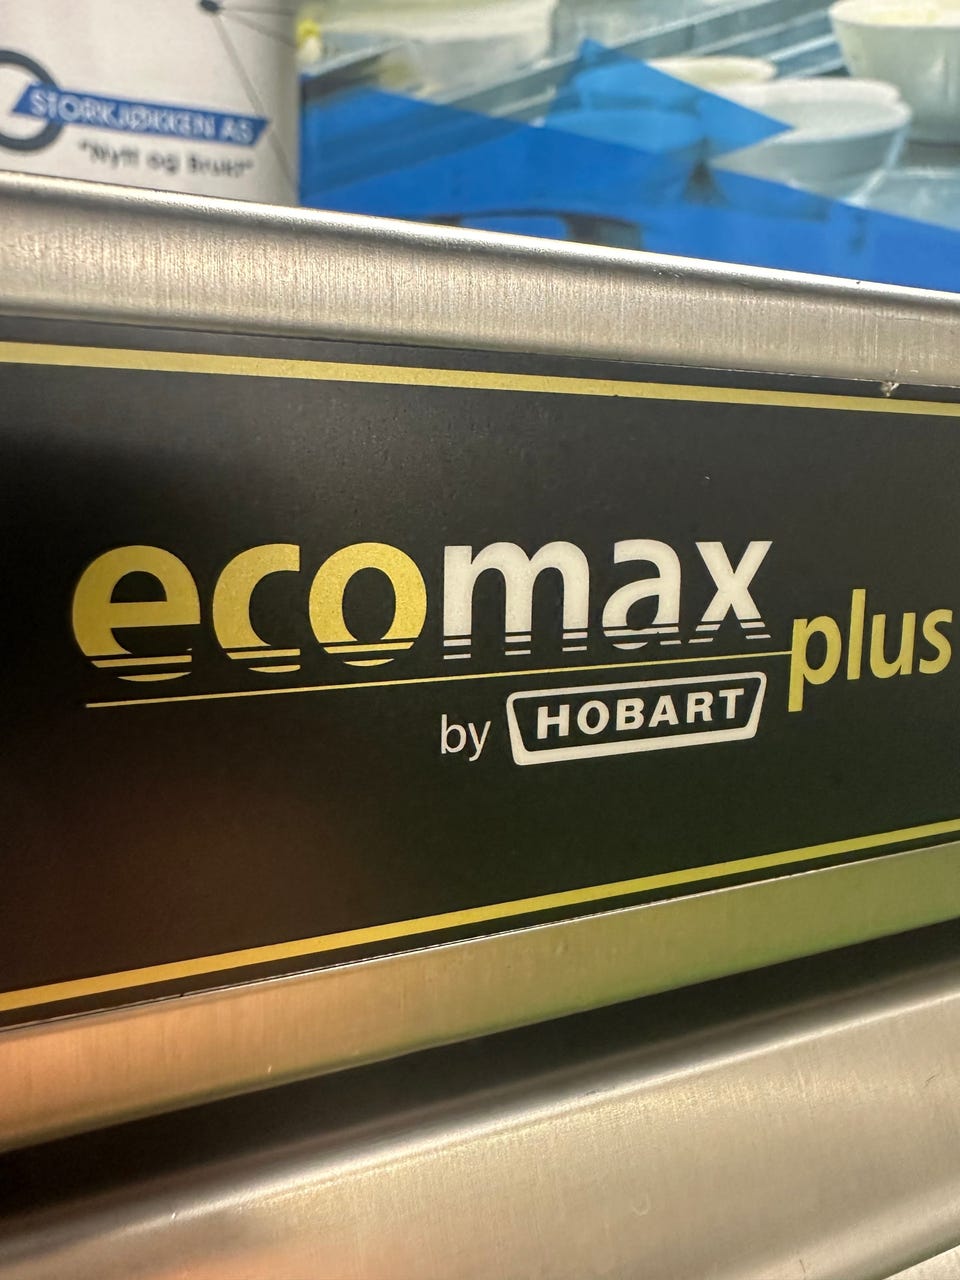 STORKJØKKEN AS
"Nytt og Brukt"
ecomax plus
by HOBART